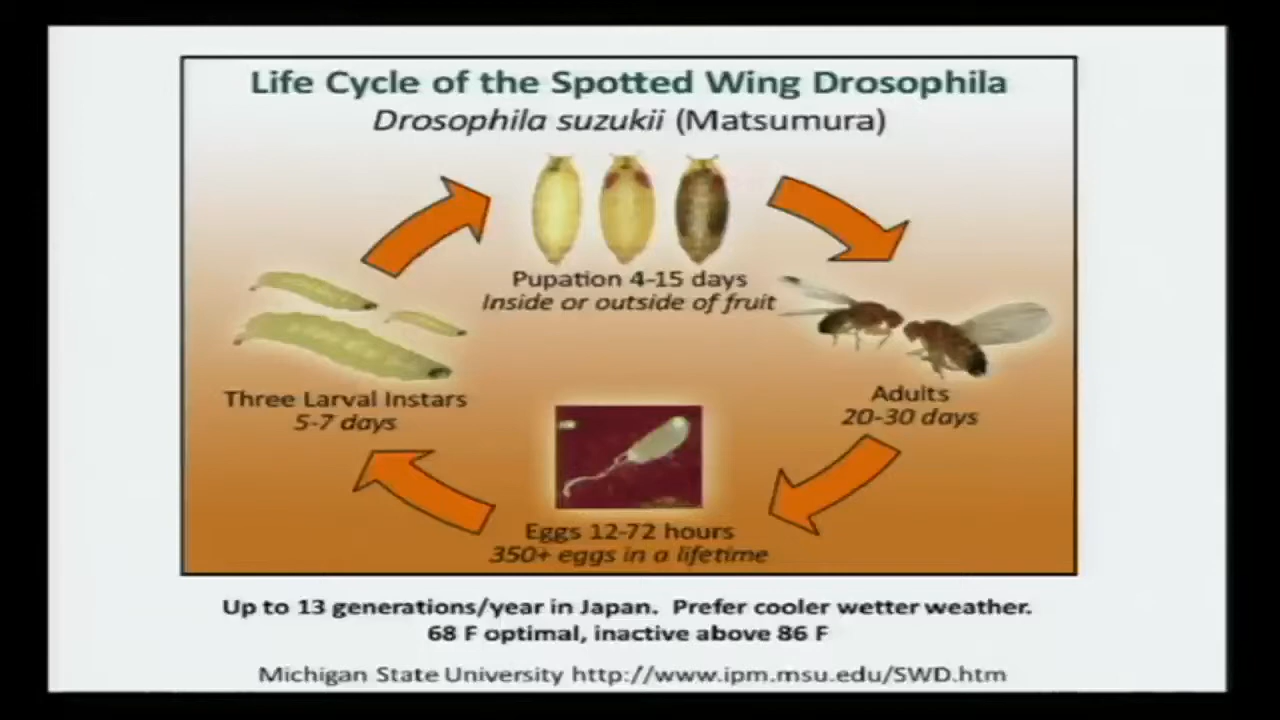 Life Cycle of the Spotted Wing Drosophila
Drosophila suzukii (Matsumura)
Pupation 4-15 days
Inside or outside of fruit
Three Larval Instars
5-7 days
Adults
20-30 days
Eggs 12-72 hours
350+ eggs in a lifetime
Up to 13 generations/year in Japan. Prefer cooler wetter weather.
68 F optimal, inactive above 86 F
Michigan State University http://www.ipm.msu.edu/SWD.htm